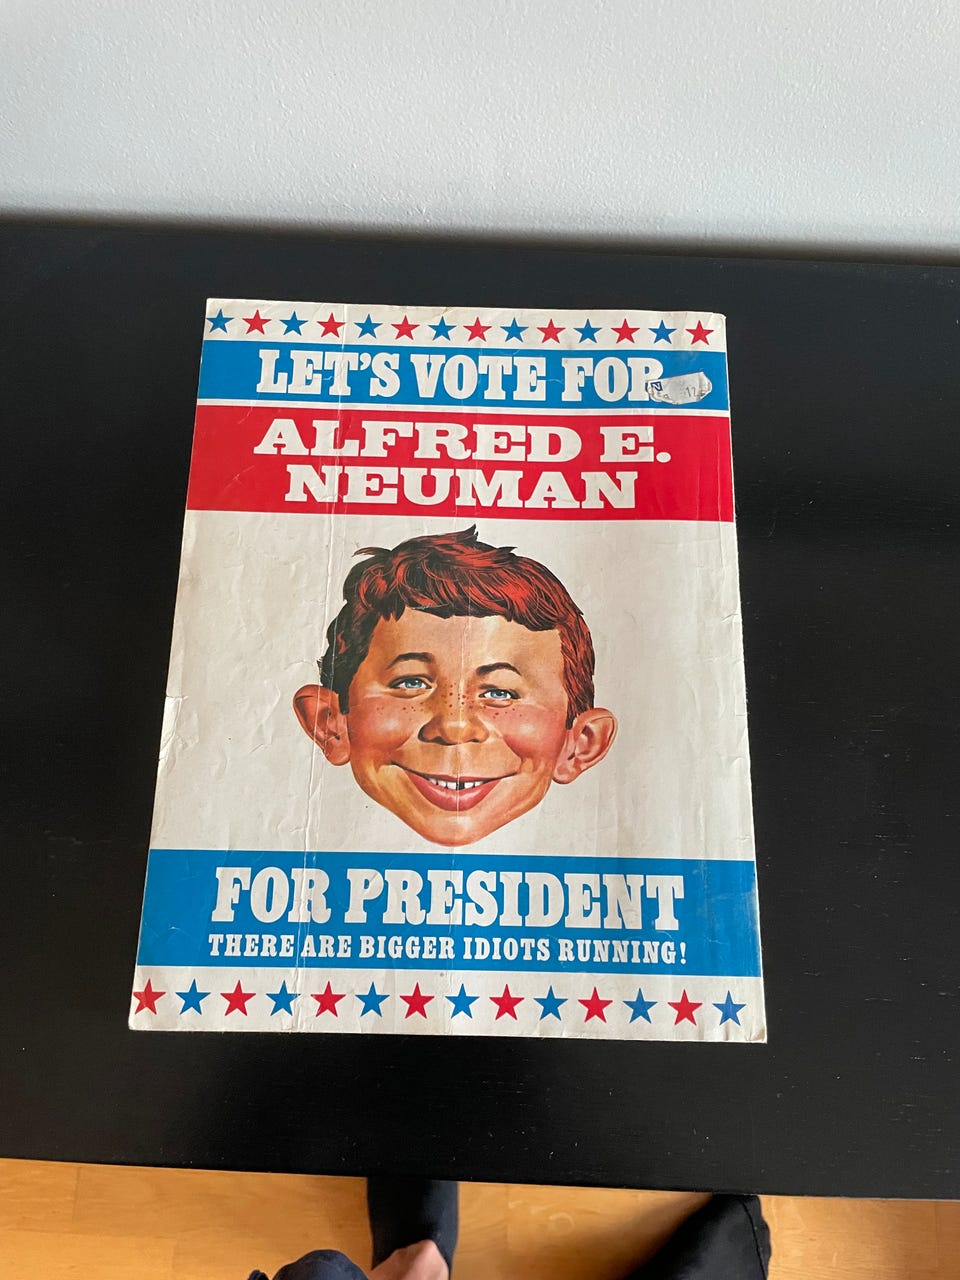 LET'S VOTE FOR
ALFRED E.
NEUMAN
FOR PRESIDENT
THERE ARE BIGGER IDIOTS RUNNING!